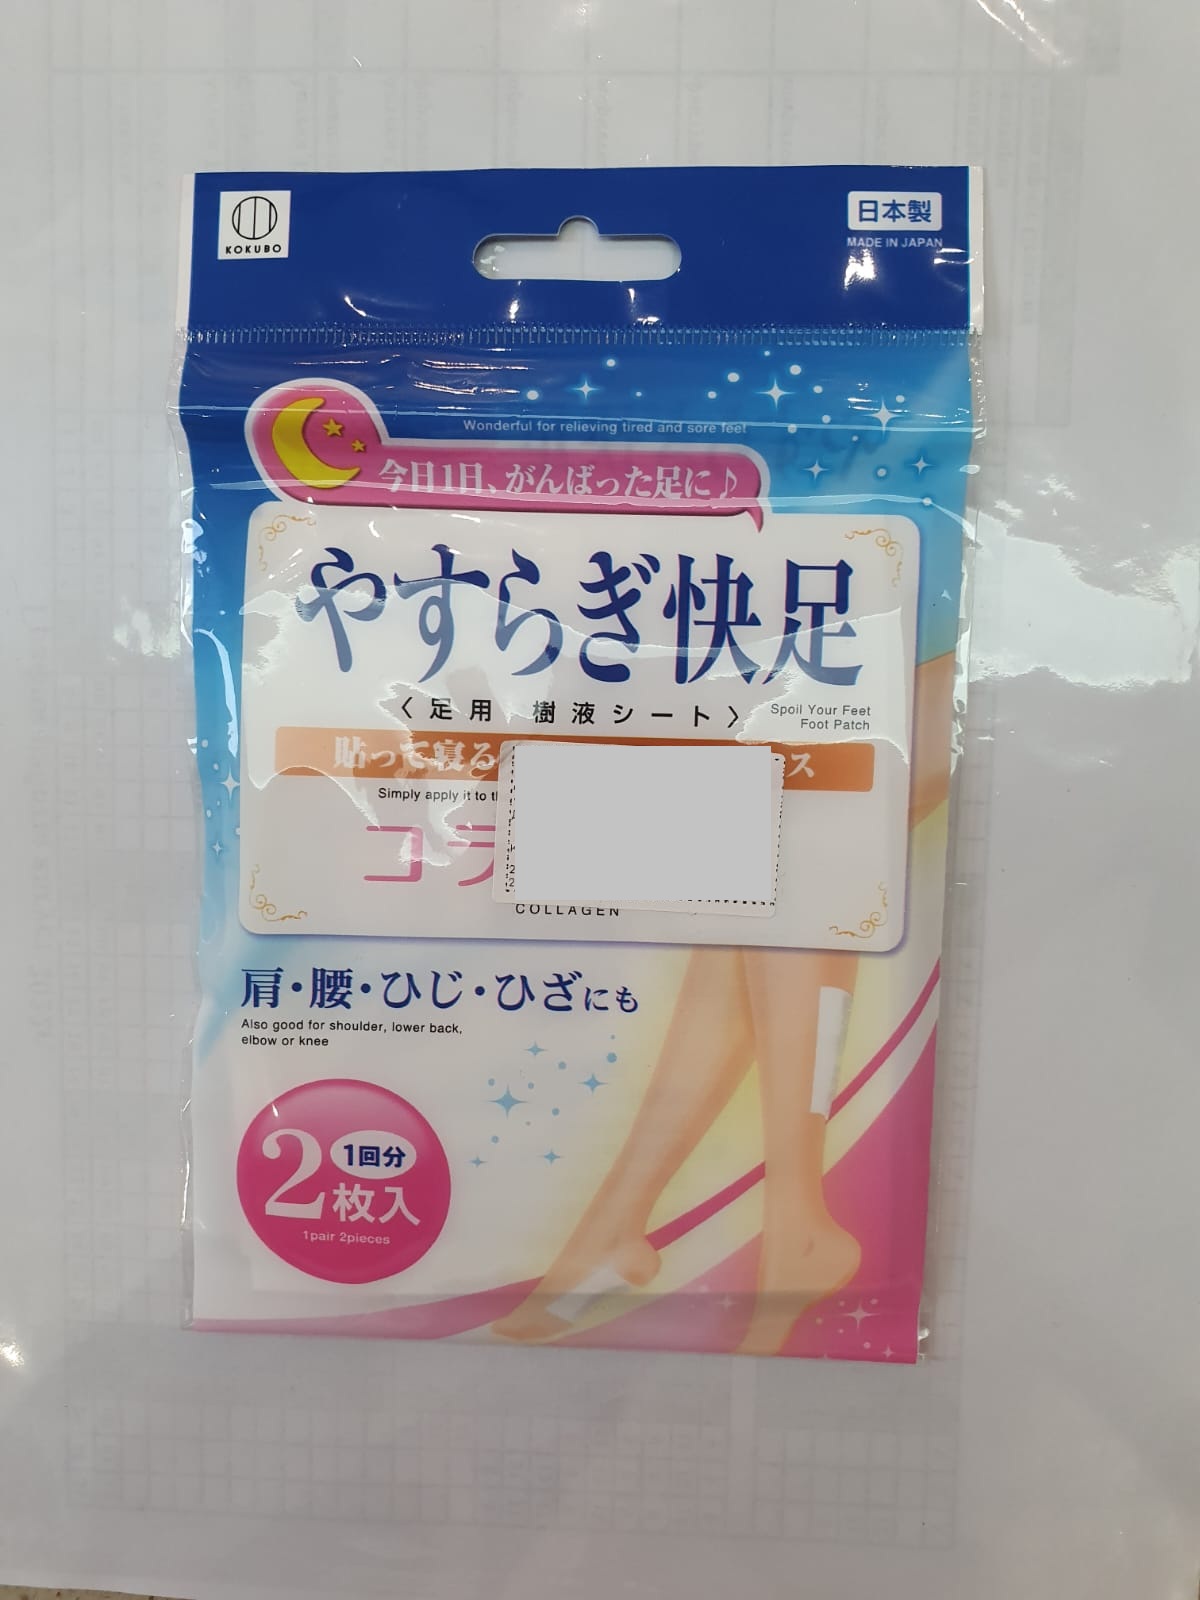 KOKUBO
日本製
MADE IN JAPAN
Wonderful for relieving tired and sore feet
今日1日、がんばった足に♪
やすらぎ快足
〈足用 樹液シート〉
Spoil Your Feet
Foot Patch
貼って寝る ス
Simply apply it to
コラ
COLLAGEN
肩・腰・ひじ・ひざにも
Also good for shoulder, lower back,
elbow or knee
2枚入
1回分
1pair 2pieces